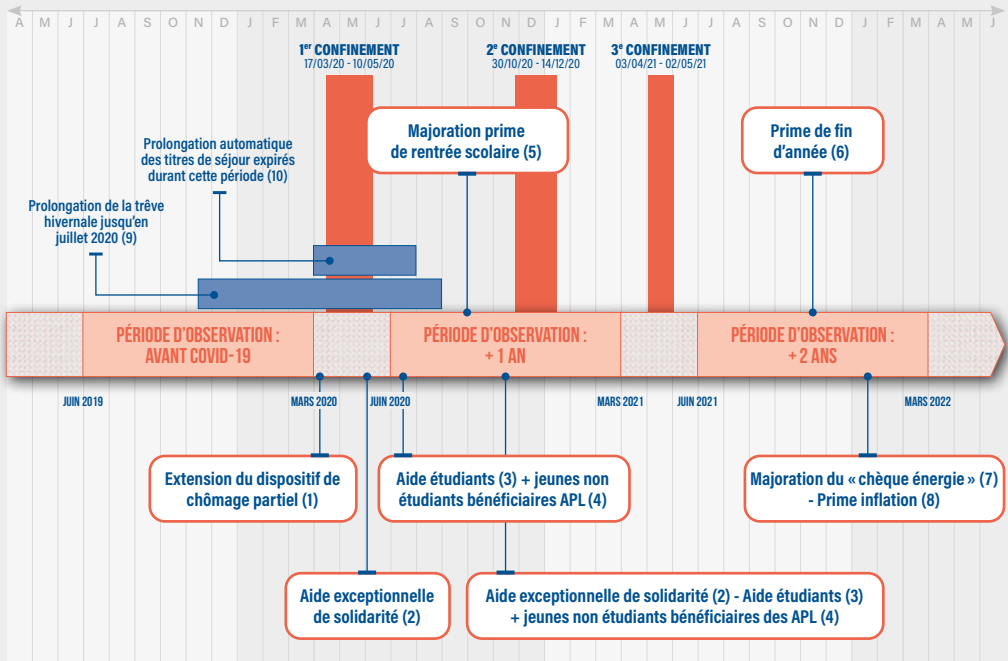 A M J J A S O N D J F M A M J J A S O N D J F M A M J J A S O N D J F M A M J
1er CONFINEMENT
17/03/20 - 10/05/20
2e CONFINEMENT
30/10/20 - 14/12/20
3e CONFINEMENT
03/04/21 - 02/05/21
Majoration prime
de rentrée scolaire (5)
Prime de fin
d'année (6)
Prolongation automatique
des titres de séjour expirés
durant cette période (10)
Prolongation de la trêve
hivernale jusqu'en
juillet 2020 (9)
PÉRIODE D'OBSERVATION :
AVANT COVID-19
PÉRIODE D'OBSERVATION :
+ 1 AN
PÉRIODE D'OBSERVATION :
+ 2 ANS
JUIN 2019
MARS 2020
JUIN 2020
MARS 2021
JUIN 2021
MARS 2022
Extension du dispositif de
chômage partiel (1)
Aide étudiants (3) + jeunes non
étudiants bénéficiaires APL (4)
Majoration du « chèque énergie » (7)
- Prime inflation (8)
Aide exceptionnelle
de solidarité (2)
Aide exceptionnelle de solidarité (2) - Aide étudiants (3)
+ jeunes non étudiants bénéficiaires des APL (4)